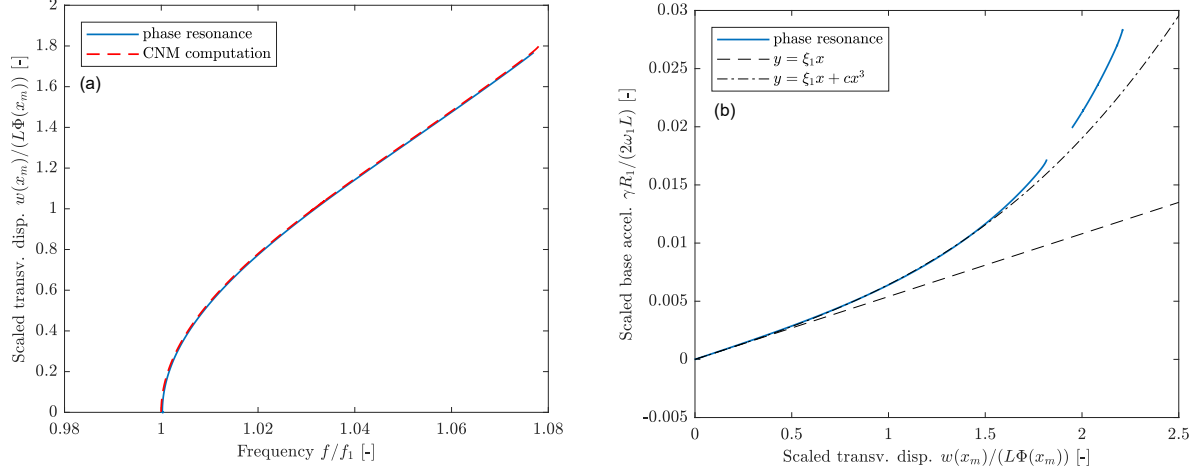 2
1.8
1.6
1.4
1.2
1
0.8
0.6
0.4
0.2
0
Scaled transv. disp. w(x_m)/(LΦ(x_m)) [-]
phase resonance
CNM computation
(a)
0.98
1
1.02
1.04
1.06
1.08
Frequency f/f_1 [-]
0.03
0.025
0.02
0.015
0.01
0.005
0
-0.005
Scaled base accel. γR_1/(2ω_1L) [-]
phase resonance
y = ξ_1x
y = ξ_1x + cx^3
(b)
0
0.5
1
1.5
2
2.5
Scaled transv. disp. w(x_m)/(LΦ(x_m)) [-]